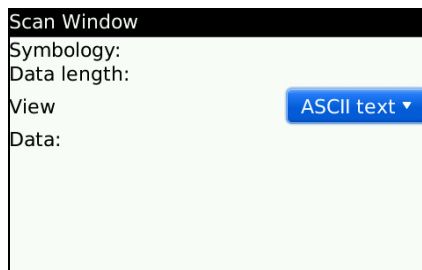 Scan Window
Symbology:
Data length:
View ASCII text
Data: